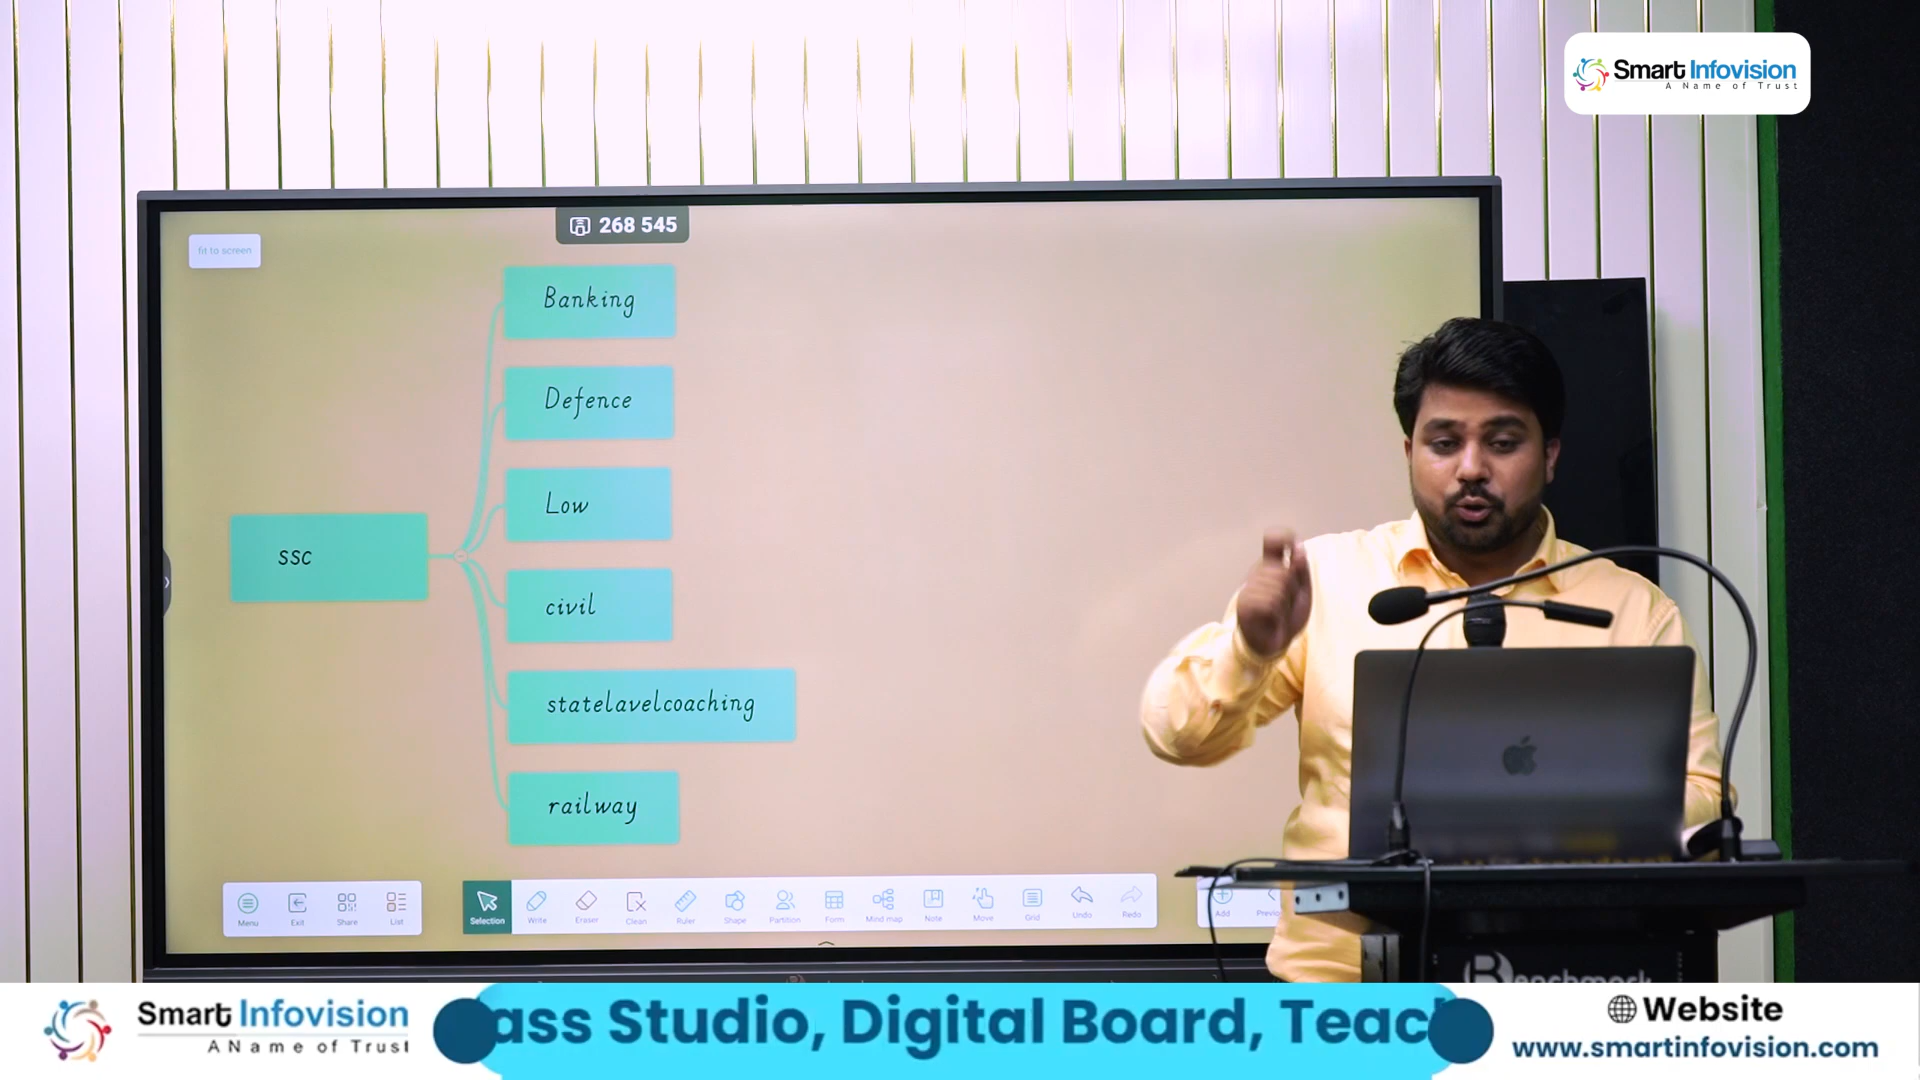 Smart Infovision
A Name of Trust
268 545
fit to screen
Banking
Defence
Low
ssc
civil
statelavelcoaching
railway
Menu
Exit
Share
List
Selection
Write
Eraser
Clean
Ruler
Shape
Partition
Form
Mind map
Note
Move
Grid
Undo
Redo
Add
Previo
Benchmark
Smart Infovision
A Name of Trust
ass Studio, Digital Board, Teac
Website
www.smartinfovision.com